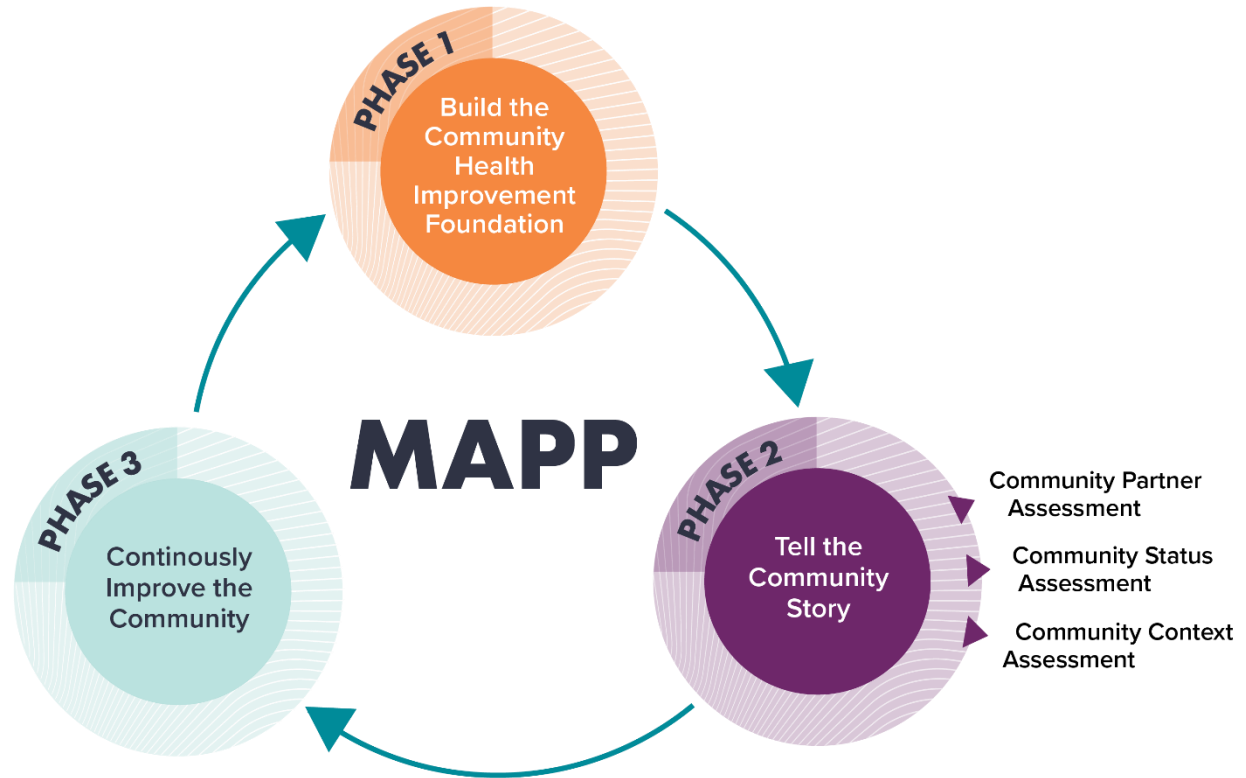 PHASE 1
Build the
Community
Health
Improvement
Foundation
MAPP
PHASE 2
Tell the
Community
Story
Community Partner
Assessment
Community Status
Assessment
Community Context
Assessment
PHASE 3
Continously
Improve the
Community